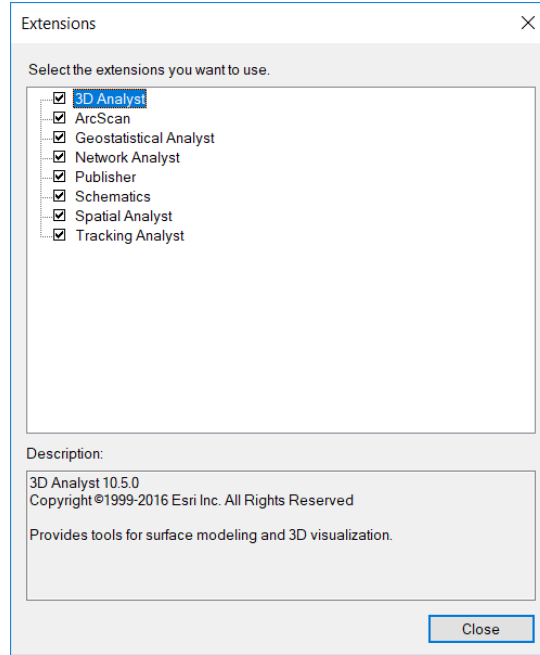 Extensions
Select the extensions you want to use.
3D Analyst
ArcScan
Geostatistical Analyst
Network Analyst
Publisher
Schematics
Spatial Analyst
Tracking Analyst
Description:
3D Analyst 10.5.0
Copyright ©1999-2016 Esri Inc. All Rights Reserved
Provides tools for surface modeling and 3D visualization.
Close